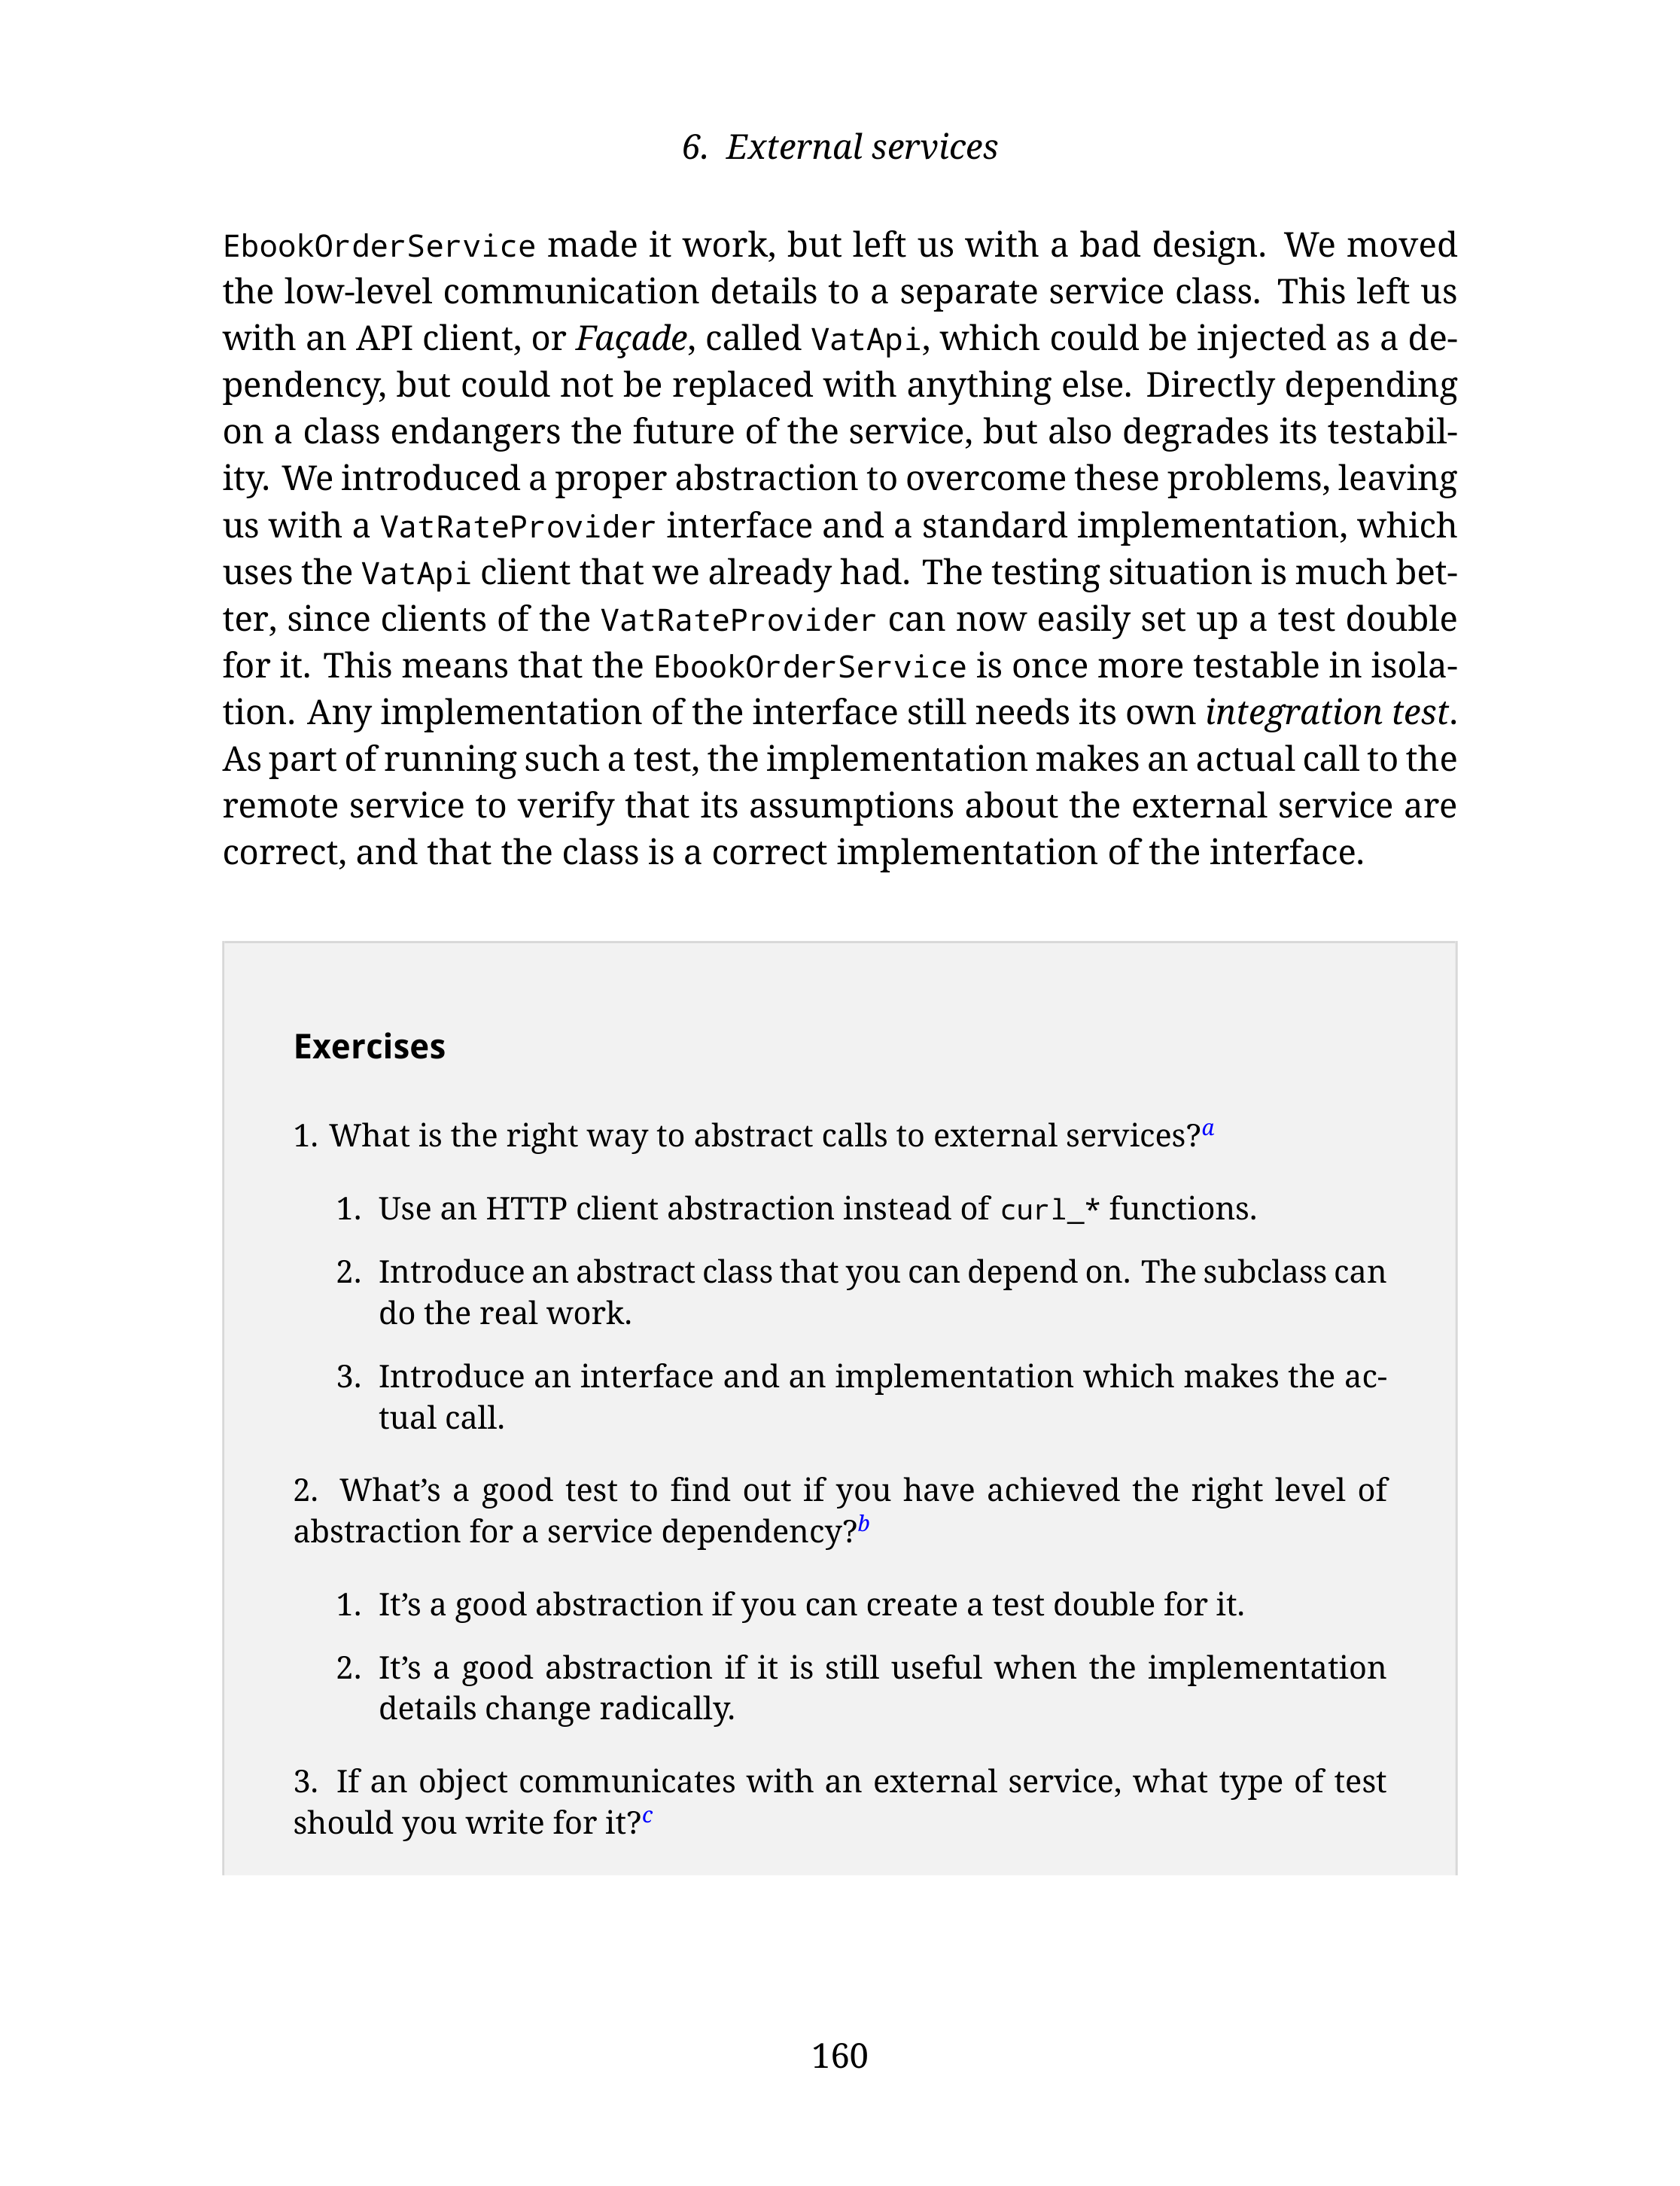 6. External services
EbookOrderService made it work, but left us with a bad design. We moved
the low-level communication details to a separate service class. This left us
with an API client, or Façade, called VatApi, which could be injected as a de-
pendency, but could not be replaced with anything else. Directly depending
on a class endangers the future of the service, but also degrades its testabil-
ity. We introduced a proper abstraction to overcome these problems, leaving
us with a VatRateProvider interface and a standard implementation, which
uses the VatApi client that we already had. The testing situation is much bet-
ter, since clients of the VatRateProvider can now easily set up a test double
for it. This means that the EbookOrderService is once more testable in isola-
tion. Any implementation of the interface still needs its own integration test.
As part of running such a test, the implementation makes an actual call to the
remote service to verify that its assumptions about the external service are
correct, and that the class is a correct implementation of the interface.
Exercises
1. What is the right way to abstract calls to external services?a
1. Use an HTTP client abstraction instead of curl_* functions.
2. Introduce an abstract class that you can depend on. The subclass can
do the real work.
3. Introduce an interface and an implementation which makes the ac-
tual call.
2. What’s a good test to find out if you have achieved the right level of
abstraction for a service dependency?b
1. It’s a good abstraction if you can create a test double for it.
2. It’s a good abstraction if it is still useful when the implementation
details change radically.
3. If an object communicates with an external service, what type of test
should you write for it?c
160